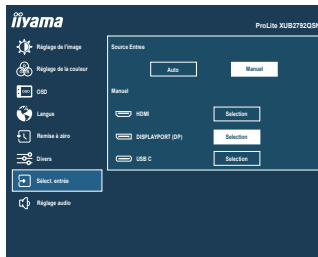 iiyama
ProLite XUB2792QSN
Réglage de l'image
Réglage de la couleur
OSD
Langue
Remise à zéro
Divers
Sélect. entrée
Réglage audio
Source Entree
Auto
Manuel
Manuel
HDMI
Selection
DISPLAYPORT (DP)
Selection
USB C
Selection